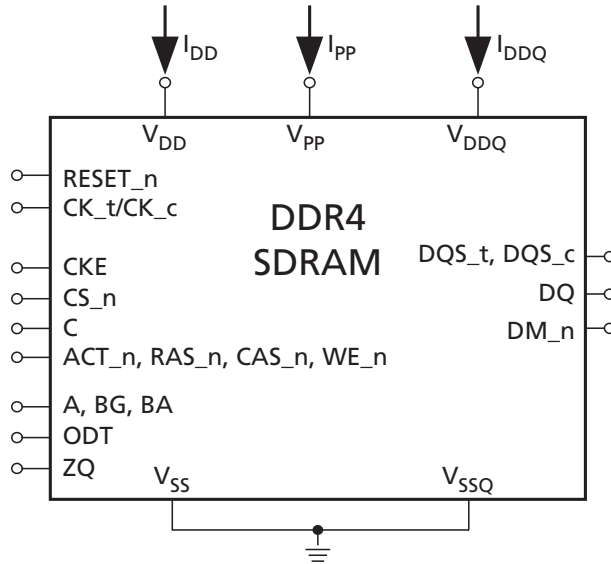 IDD IPP IDDQ
VDD VPP VDDQ
RESET_n
CK_t/CK_c
DDR4
SDRAM
DQS_t, DQS_c
CKE
CS_n
DQ
C
DM_n
ACT_n, RAS_n, CAS_n, WE_n
A, BG, BA
ODT
ZQ
VSS VSSQ